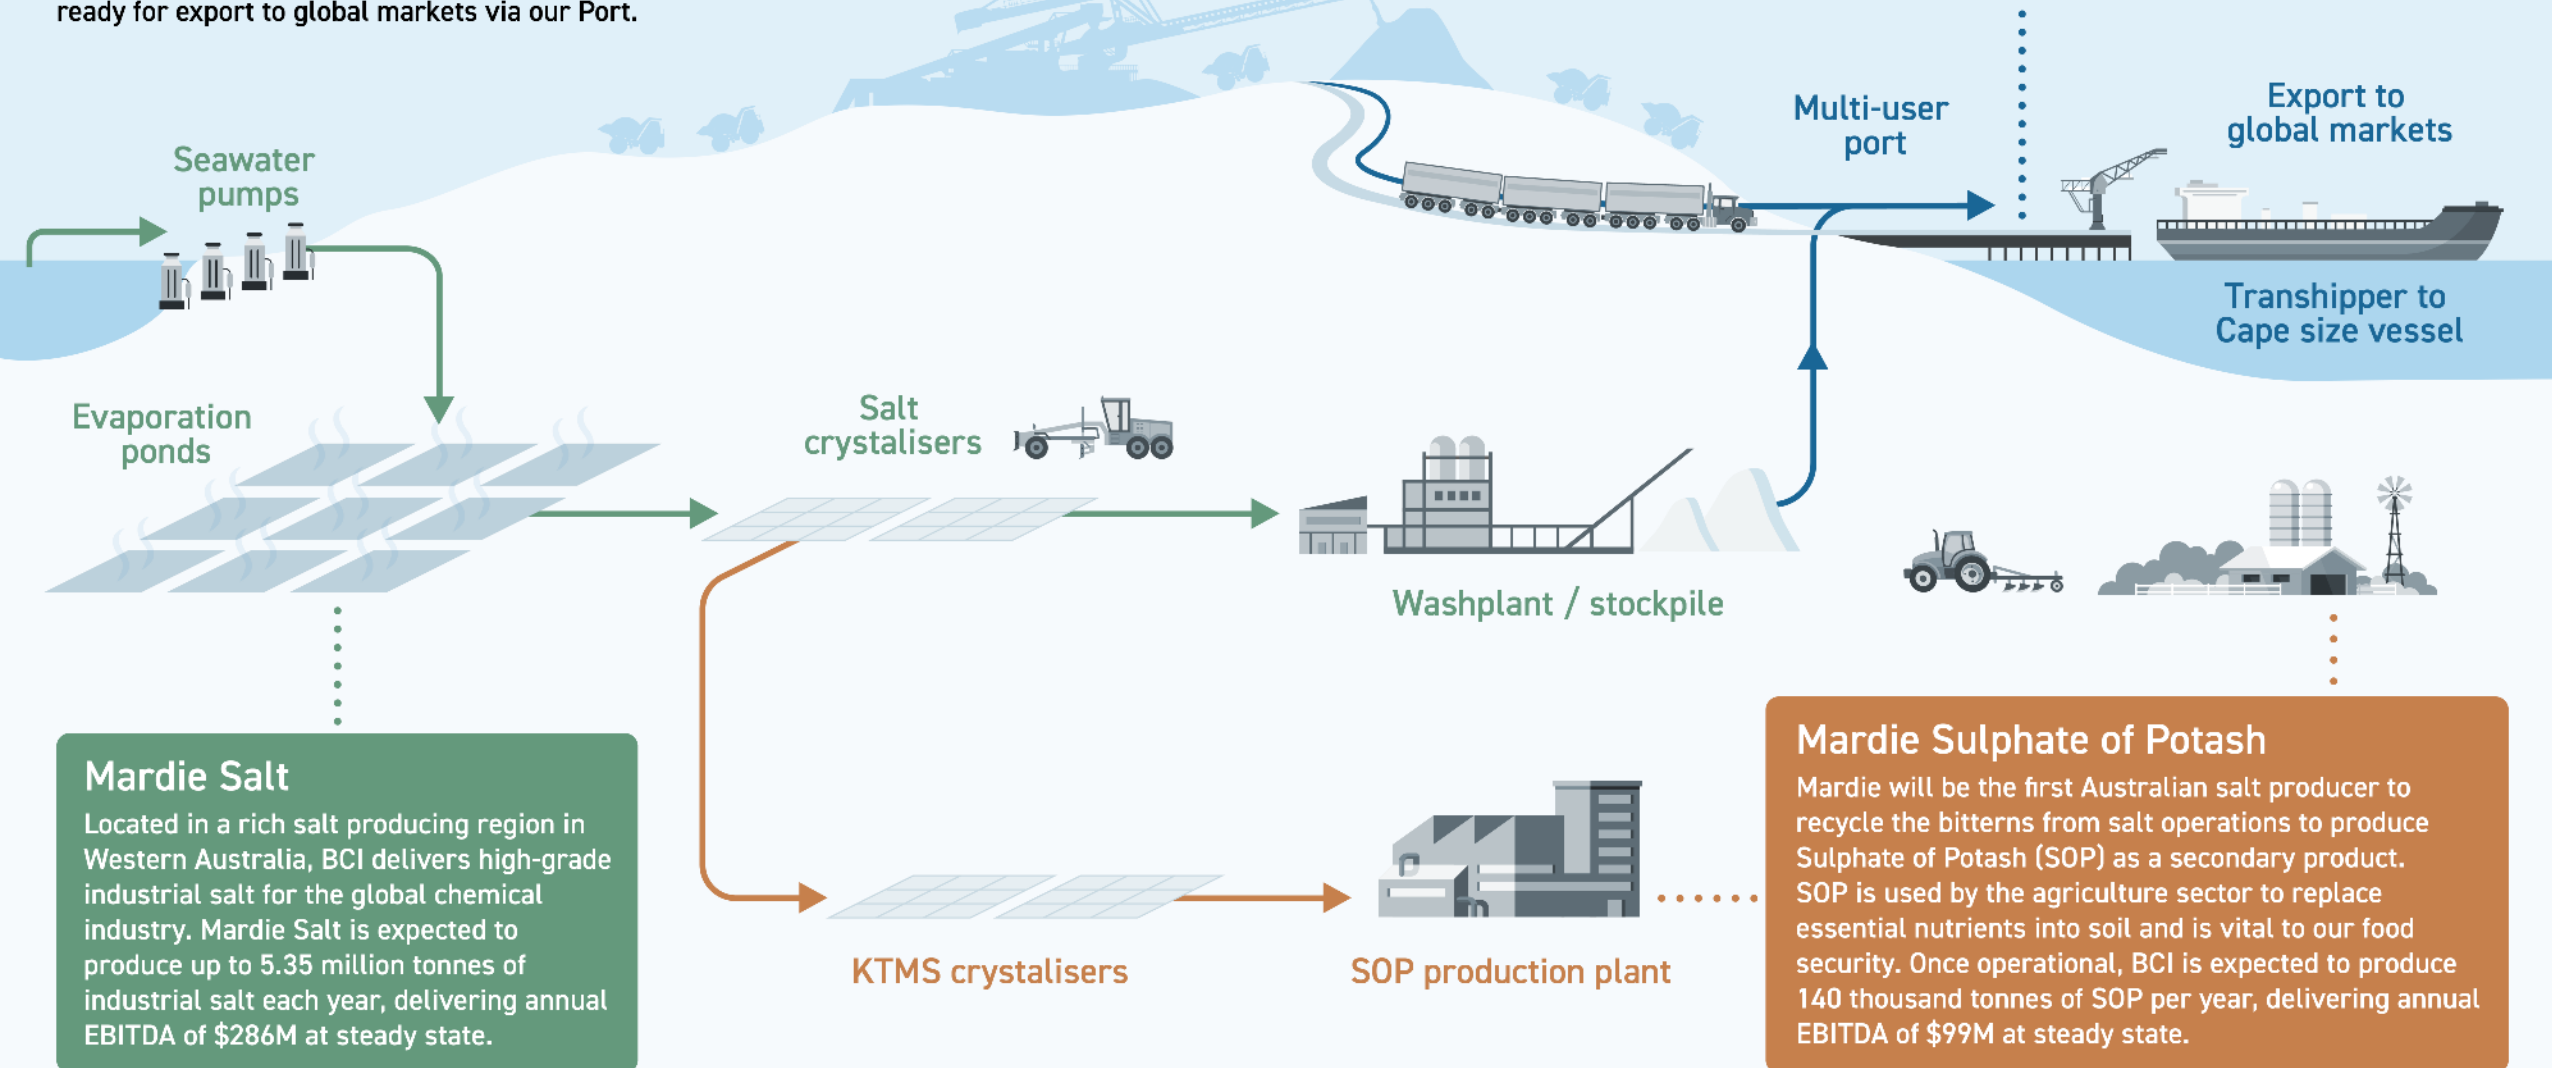 ready for export to global markets via our Port.
Seawater
pumps
Multi-user
port
Export to
global markets
Transhipper to
Cape size vessel
Evaporation
ponds
Salt
crystalisers
Washplant / stockpile
KTMS crystalisers
SOP production plant
Mardie Salt
Located in a rich salt producing region in
Western Australia, BCI delivers high-grade
industrial salt for the global chemical
industry. Mardie Salt is expected to
produce up to 5.35 million tonnes of
industrial salt each year, delivering annual
EBITDA of $286M at steady state.
Mardie Sulphate of Potash
Mardie will be the first Australian salt producer to
recycle the bitterns from salt operations to produce
Sulphate of Potash (SOP) as a secondary product.
SOP is used by the agriculture sector to replace
essential nutrients into soil and is vital to our food
security. Once operational, BCI is expected to produce
140 thousand tonnes of SOP per year, delivering annual
EBITDA of $99M at steady state.